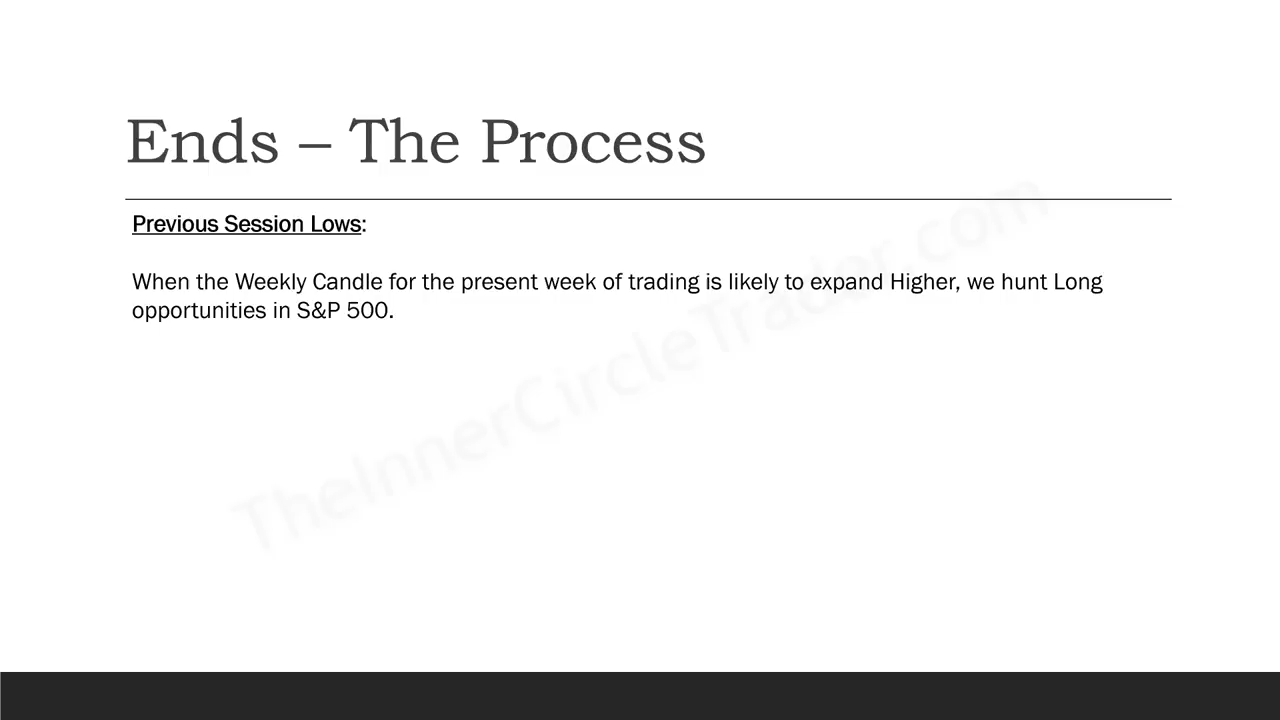 Ends – The Process
Previous Session Lows:
When the Weekly Candle for the present week of trading is likely to expand Higher, we hunt Long
opportunities in S&P 500.
TheInnerCircleTrader.com